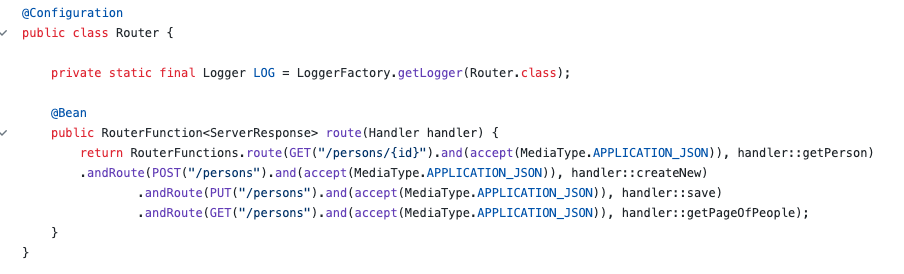 @Configuration
public class Router {
private static final Logger LOG = LoggerFactory.getLogger(Router.class);
@Bean
public RouterFunction<ServerResponse> route(Handler handler) {
return RouterFunctions.route(GET("/persons/{id}").and(accept(MediaType.APPLICATION_JSON)), handler::getPerson)
.andRoute(POST("/persons").and(accept(MediaType.APPLICATION_JSON)), handler::createNew)
.andRoute(PUT("/persons").and(accept(MediaType.APPLICATION_JSON)), handler::save)
.andRoute(GET("/persons").and(accept(MediaType.APPLICATION_JSON)), handler::getPageOfPeople);
}
}